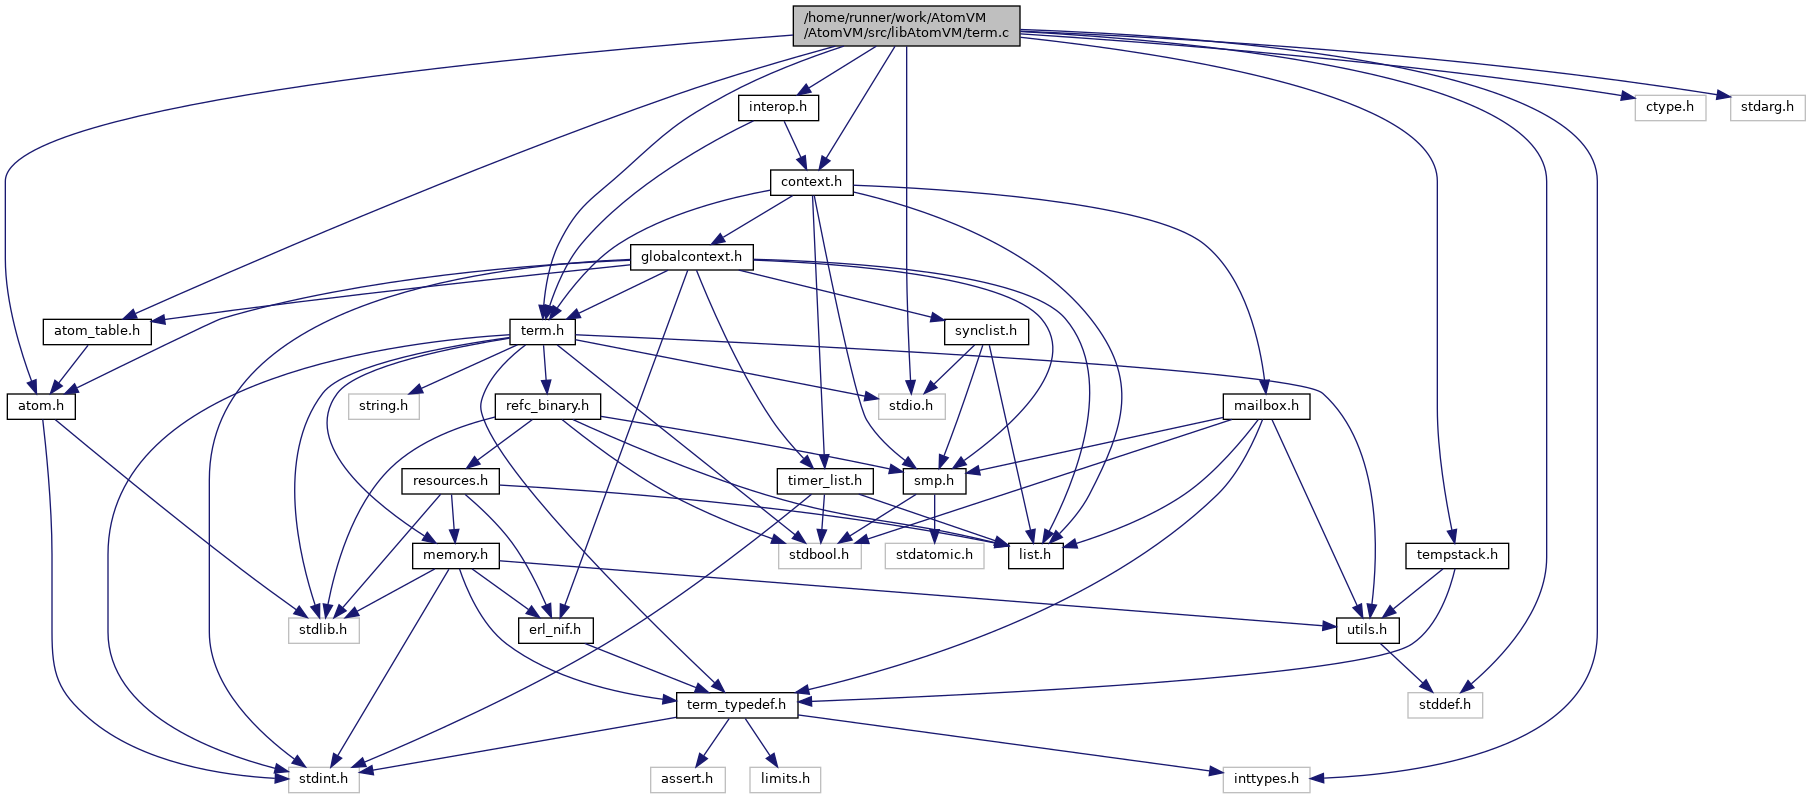 /home/runner/work/AtomVM
/AtomVM/src/libAtomVM/term.c
interop.h
ctype.h
stdarg.h
context.h
globalcontext.h
atom_table.h
term.h
synclist.h
atom.h
string.h
refc_binary.h
stdio.h
mailbox.h
resources.h
timer_list.h
smp.h
memory.h
stdbool.h
stdatomic.h
list.h
tempstack.h
stdlib.h
erl_nif.h
utils.h
term_typedef.h
stddef.h
stdint.h
assert.h
limits.h
inttypes.h